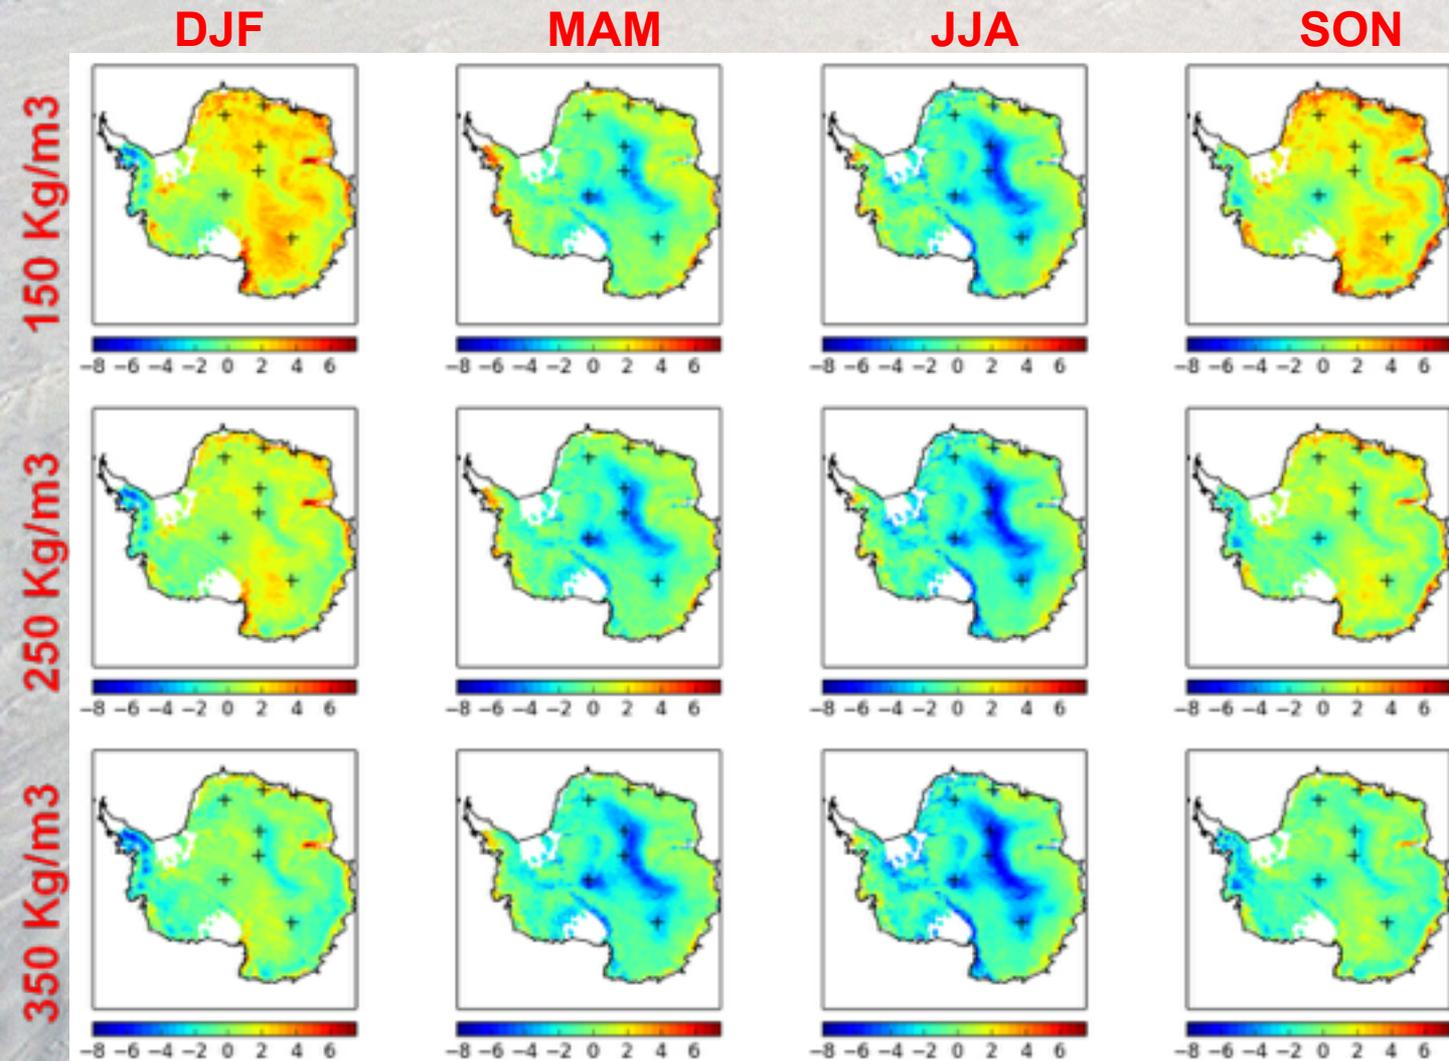 DJF MAM JJA SON
150 Kg/m3
−8 −6 −4 −2 0 2 4 6 −8 −6 −4 −2 0 2 4 6 −8 −6 −4 −2 0 2 4 6 −8 −6 −4 −2 0 2 4 6
250 Kg/m3
−8 −6 −4 −2 0 2 4 6 −8 −6 −4 −2 0 2 4 6 −8 −6 −4 −2 0 2 4 6 −8 −6 −4 −2 0 2 4 6
350 Kg/m3
−8 −6 −4 −2 0 2 4 6 −8 −6 −4 −2 0 2 4 6 −8 −6 −4 −2 0 2 4 6 −8 −6 −4 −2 0 2 4 6